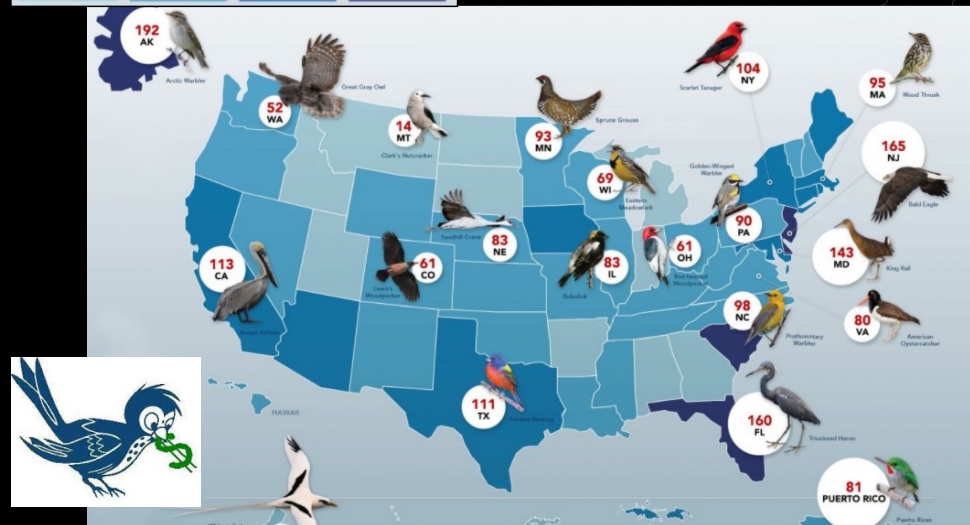 192
AK
Arctic Warbler
52
WA
Great Gray Owl
14
MT
Clark's Nutcracker
93
MN
Spruce Grouse
104
NY
Scarlet Tanager
95
MA
Wood Thrush
165
NJ
Bald Eagle
69
WI
Eastern
Meadowlark
Golden-Winged
Warbler
90
PA
143
MD
King Rail
113
CA
Brown Pelican
61
CO
Lewis's
Woodpecker
Sandhill Crane
83
NE
83
IL
Bobolink
61
OH
Red-headed
Woodpecker
98
NC
Prothonotary
Warbler
80
VA
American
Oystercatcher
111
TX
Painted Bunting
160
FL
Tricolored Heron
HAWAII
81
PUERTO RICO
Puerto Rican